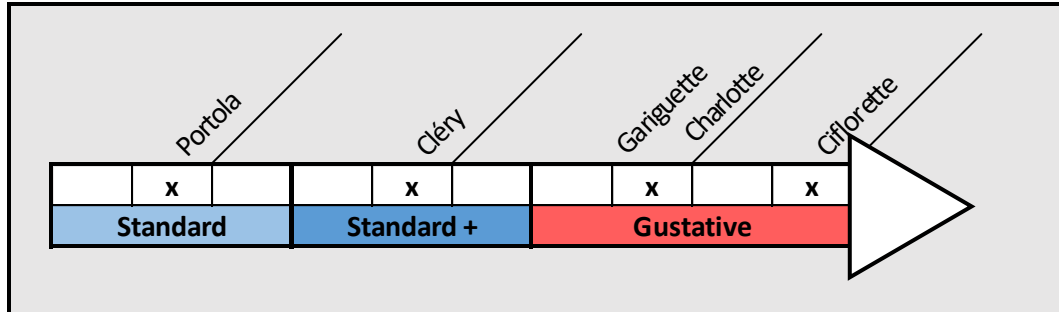 Portola
Cléry
Gariguette
Charlotte
Ciflorette
x x x x
Standard Standard + Gustative